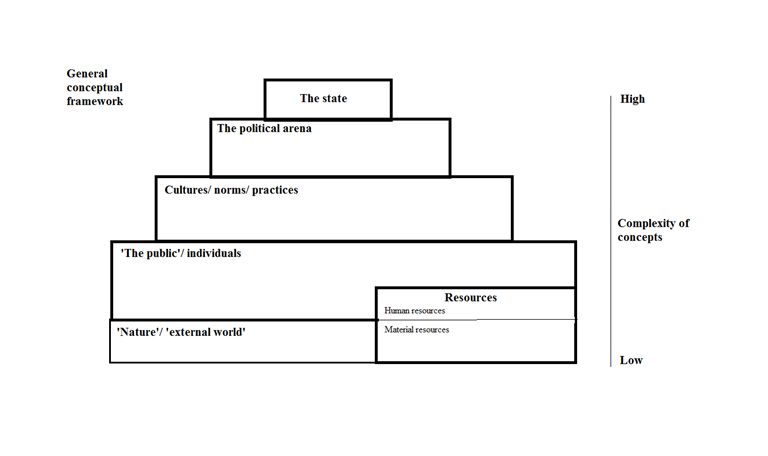 General
conceptual
framework
The state
High
The political arena
Cultures/ norms/ practices
Complexity of
concepts
'The public'/ individuals
Resources
Human resources
Material resources
'Nature'/ 'external world'
Low